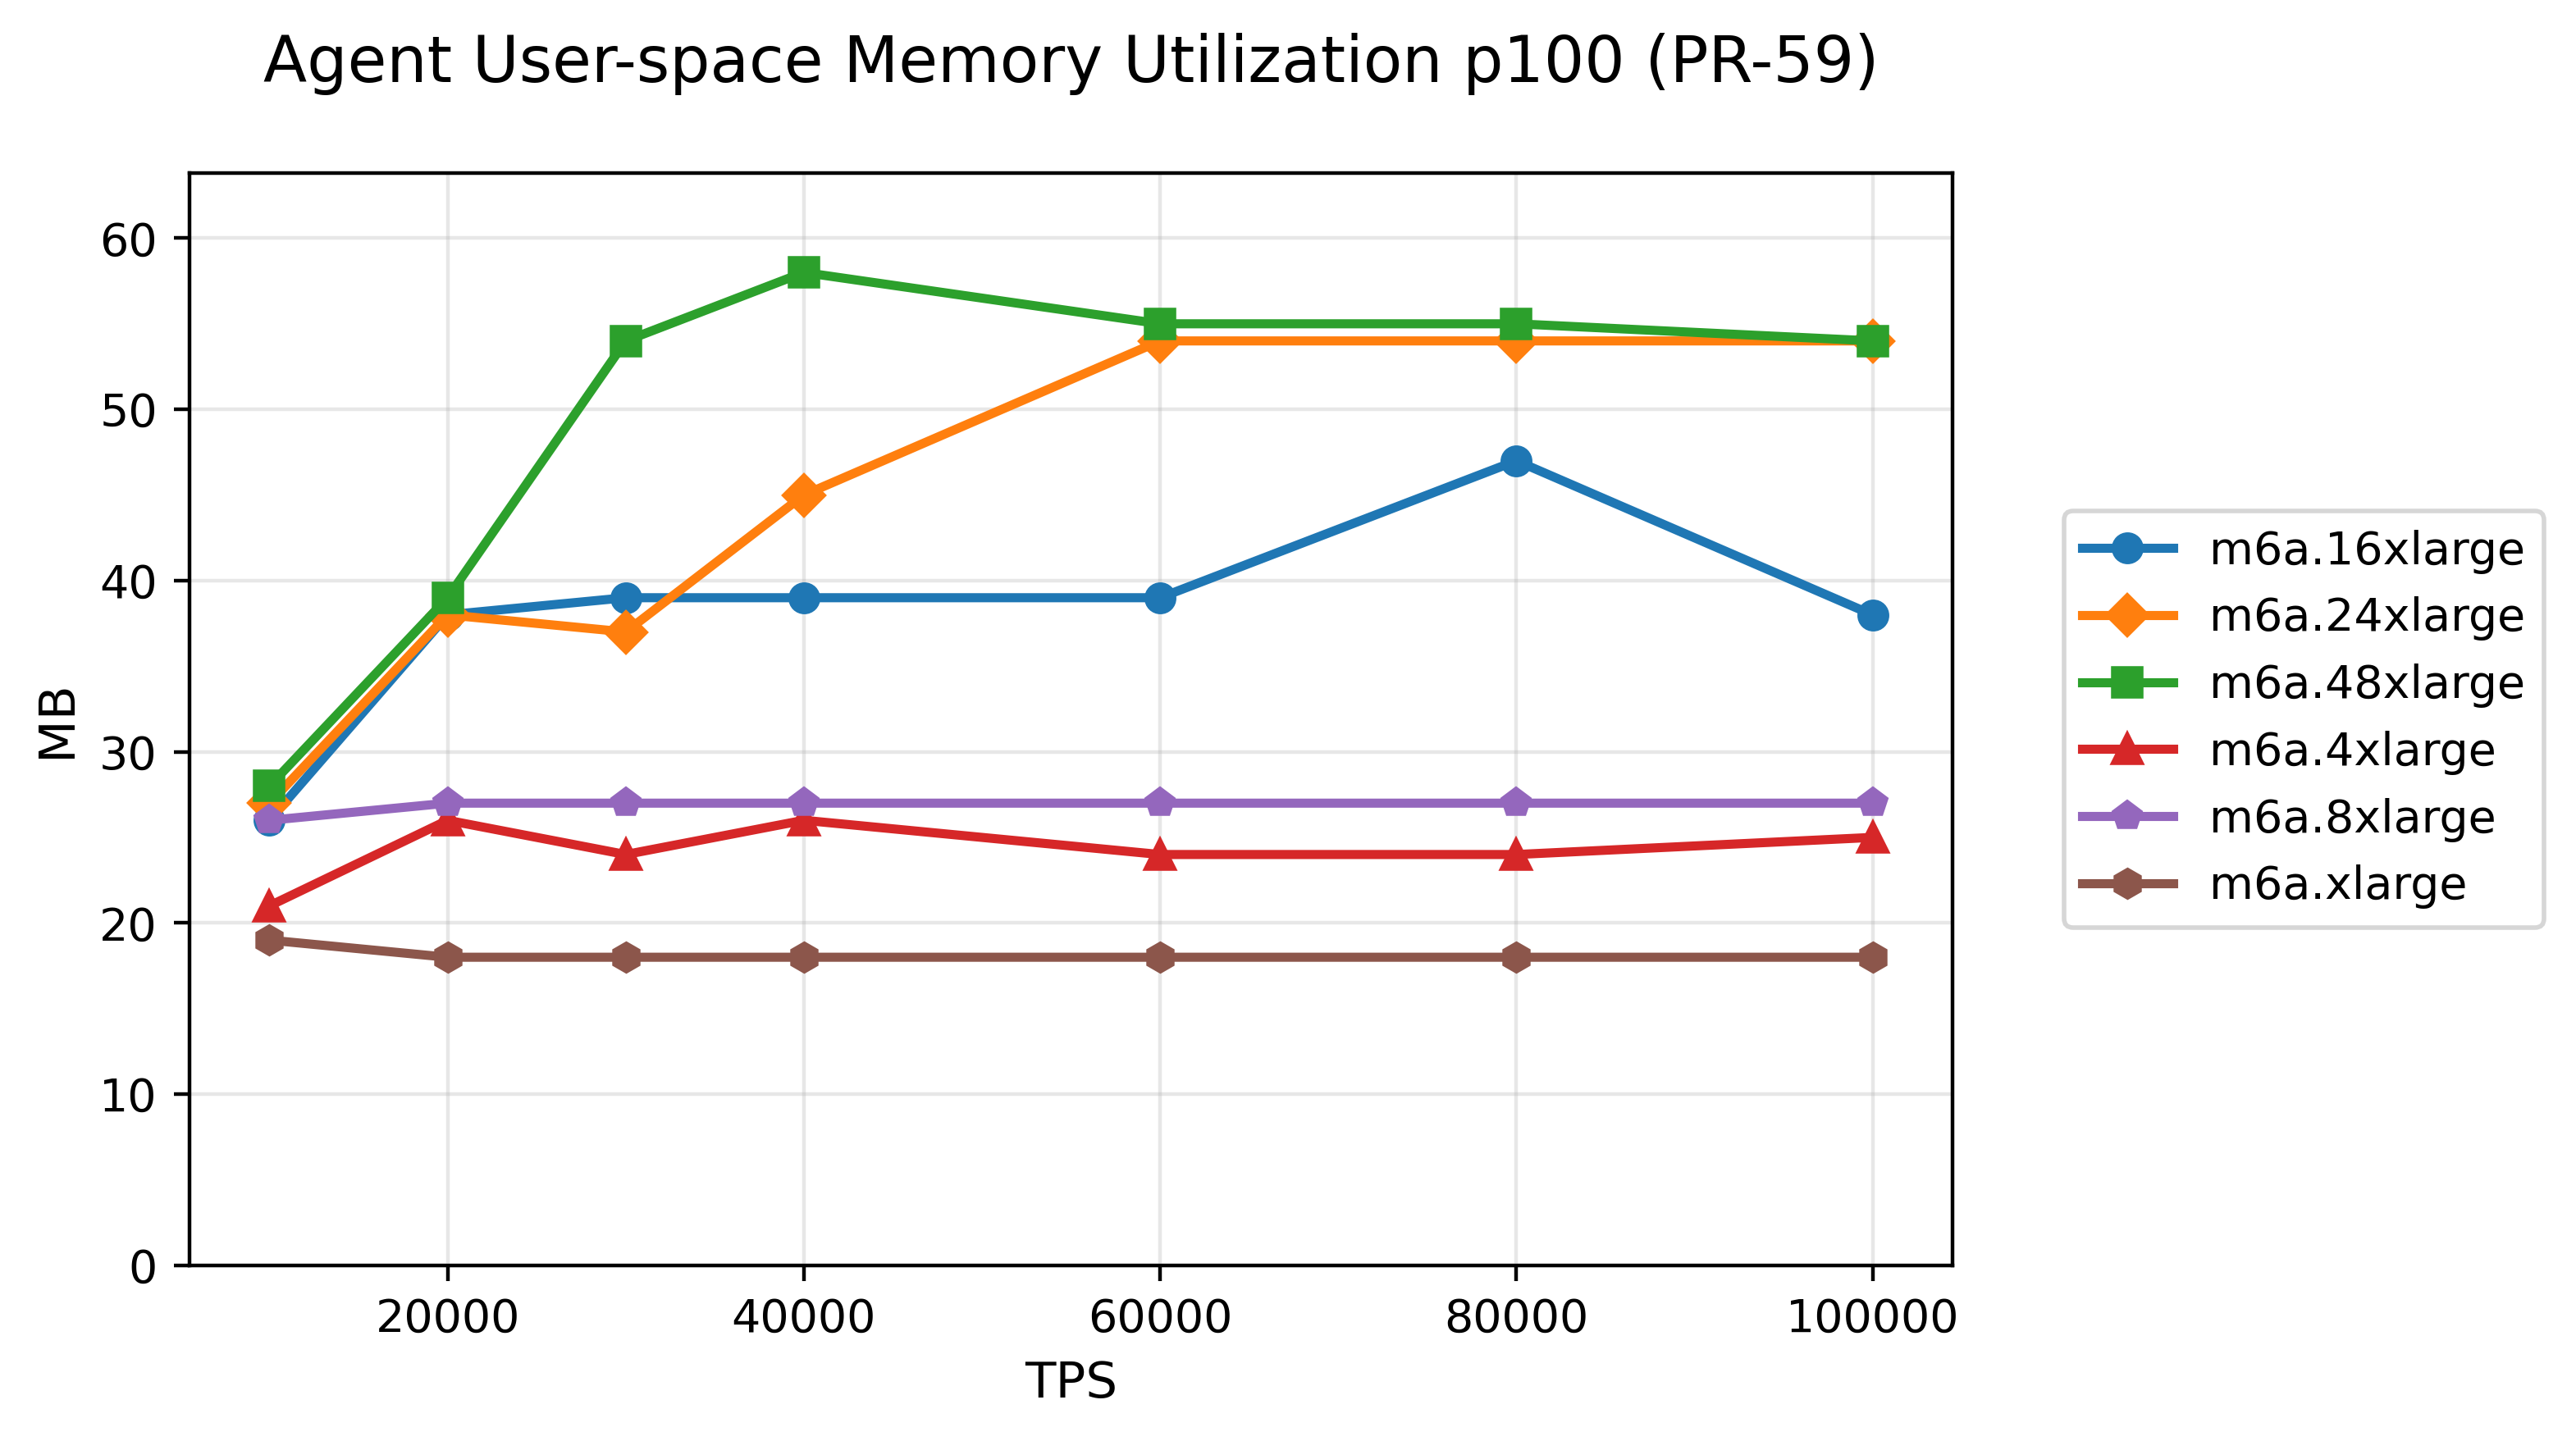 Agent User-space Memory Utilization p100 (PR-59)
60
50
40
30
20
10
0
MB
20000 40000 60000 80000 100000
TPS
m6a.16xlarge
m6a.24xlarge
m6a.48xlarge
m6a.4xlarge
m6a.8xlarge
m6a.xlarge